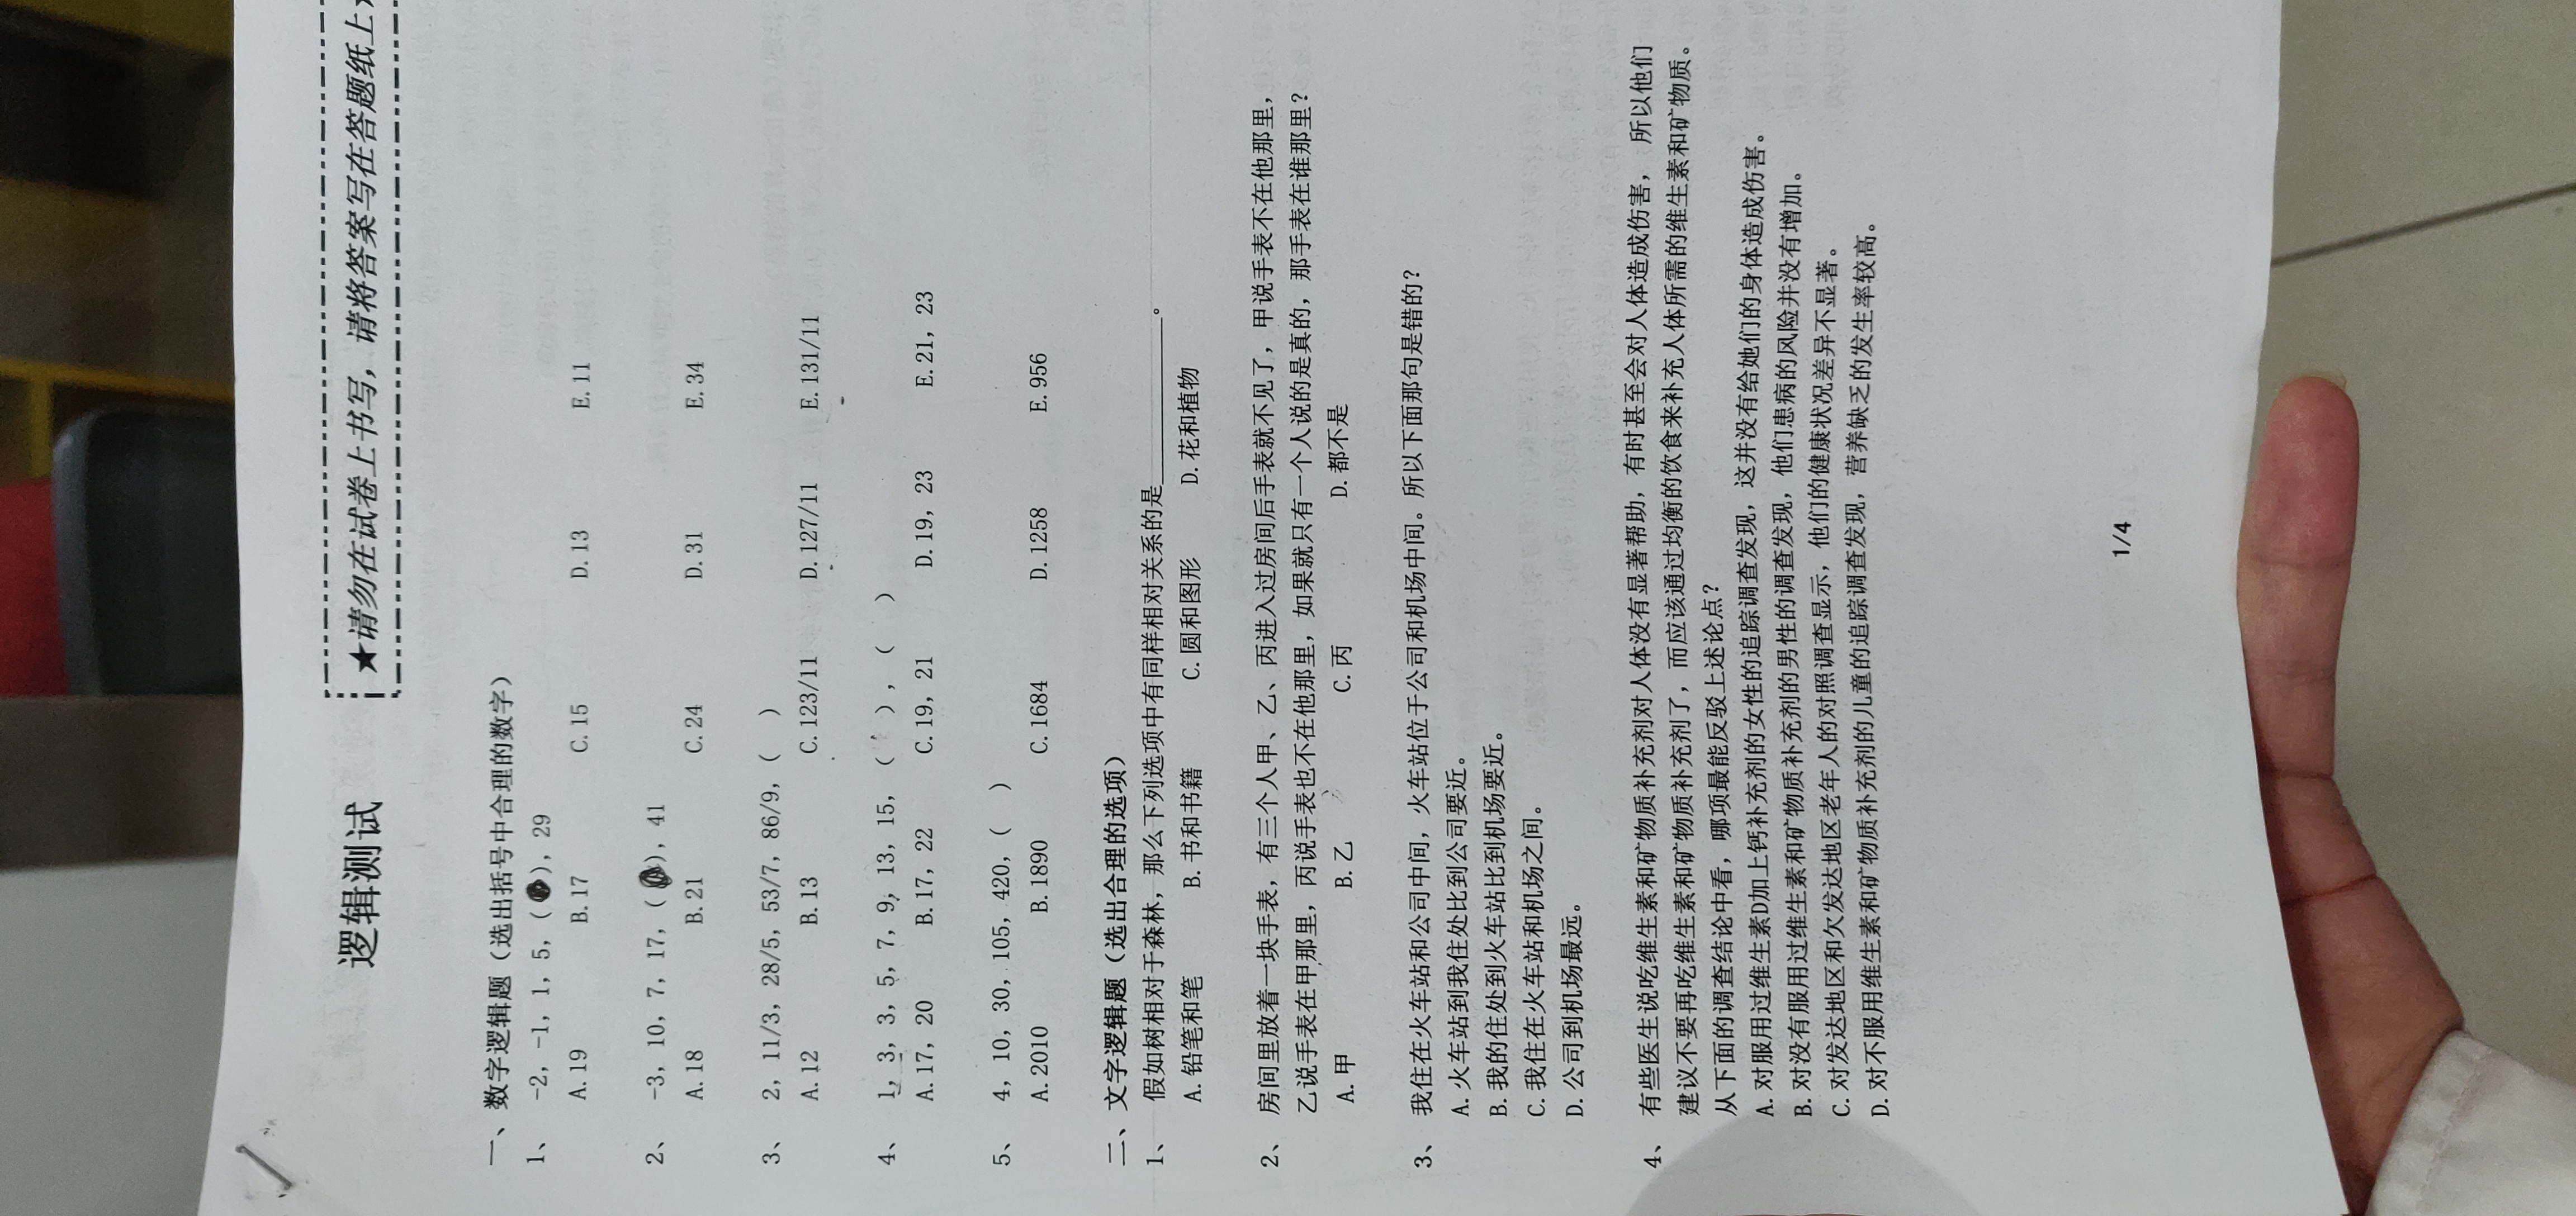 逻辑测试
★请勿在试卷上书写，请将答案写在答题纸上
一、数字逻辑题（选出括号中合理的数字）
1、 -2, -1, 1, 5, ( ), 29
A.19 B.17 C.15 D.13 E.11
2、 -3, 10, 7, 17, ( ), 41
A.18 B.21 C.24 D.31 E.34
3、 2, 11/3, 28/5, 53/7, 86/9, ( )
A.12 B.13 C.123/11 D.127/11 E.131/11
4、 1, 3, 3, 5, 7, 9, 13, 15, ( ), ( )
A.17, 20 B.17, 22 C.19, 21 D.19, 23 E.21, 23
5、 4, 10, 30, 105, 420, ( )
A.2010 B.1890 C.1684 D.1258 E.956
二、文字逻辑题（选出合理的选项）
1、 假如树相对于森林，那么下列选项中有同样相对关系的是____________。
A.铅笔和笔 B.书和书籍 C.圆和图形 D.花和植物
2、 房间里放着一块手表，有三个人甲、乙、丙进入过房间后手表就不见了，甲说手表不在他那里，
乙说手表在甲那里，丙说手表也不在他那里，如果就只有一个人说的是真的，那手表在谁那里？
A.甲 B.乙 C.丙 D.都不是
3、 我住在火车站和公司中间，火车站位于公司和机场中间。所以下面那句是错的？
A.火车站到我住处比到公司要近。
B.我的住处到火车站比到机场要近。
C.我住在火车站和机场之间。
D.公司到机场最远。
4、 有些医生说吃维生素和矿物质补充剂对人体没有显著帮助，有时甚至会对人体造成伤害， 所以他们
建议不要再吃维生素和矿物质补充剂了，而应该通过均衡的饮食来补充人体所需的维生素和矿物质。
从下面的调查结论中看，哪项最能反驳上述论点？
A.对服用过维生素D加上钙补充剂的女性的追踪调查发现，这并没有给她们的身体造成伤害。
B.对没有服用过维生素和矿物质补充剂的男性的调查发现，他们患病的风险并没有增加。
C.对发达地区和欠发达地区老年人的对照调查显示，他们的健康状况差异不显著。
D.对不服用维生素和矿物质补充剂的儿童的追踪调查发现，营养缺乏的发生率较高。
1/4